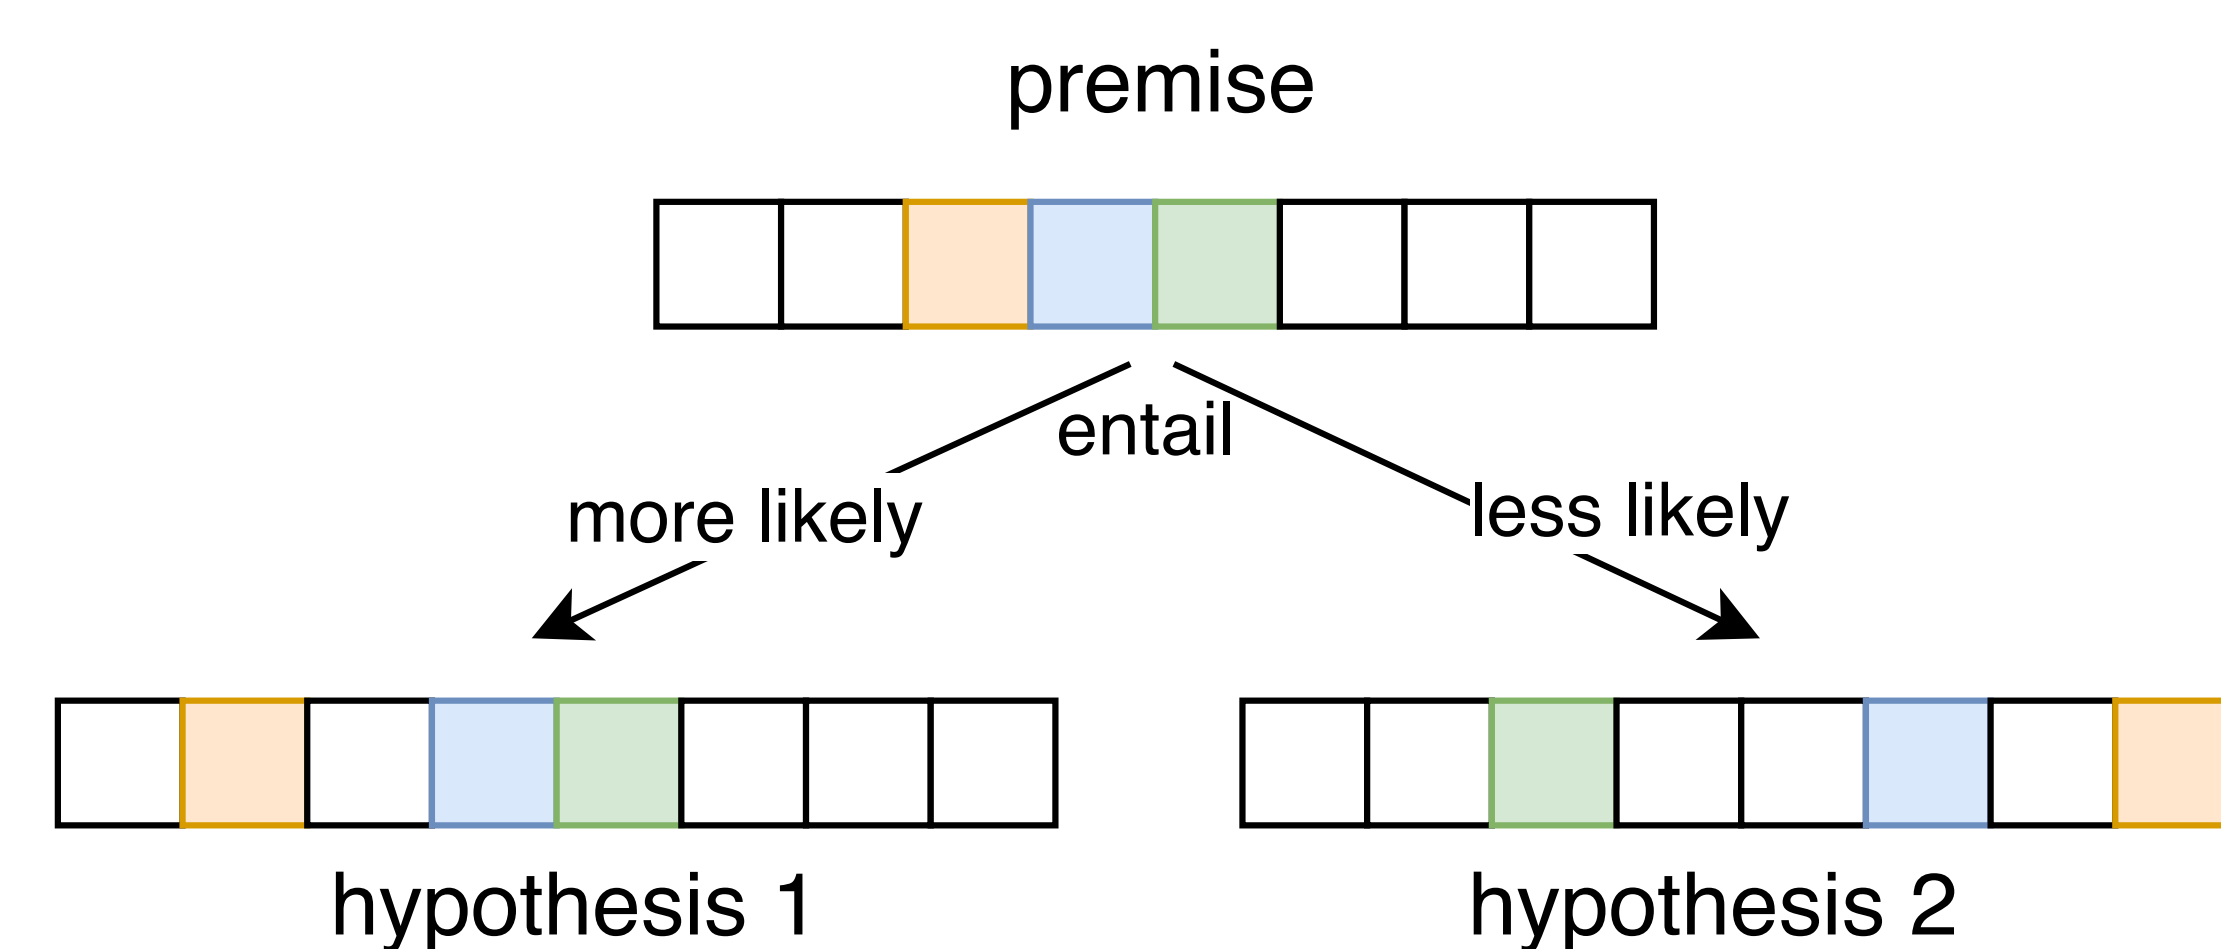 premise
entail
more likely
less likely
hypothesis 1
hypothesis 2